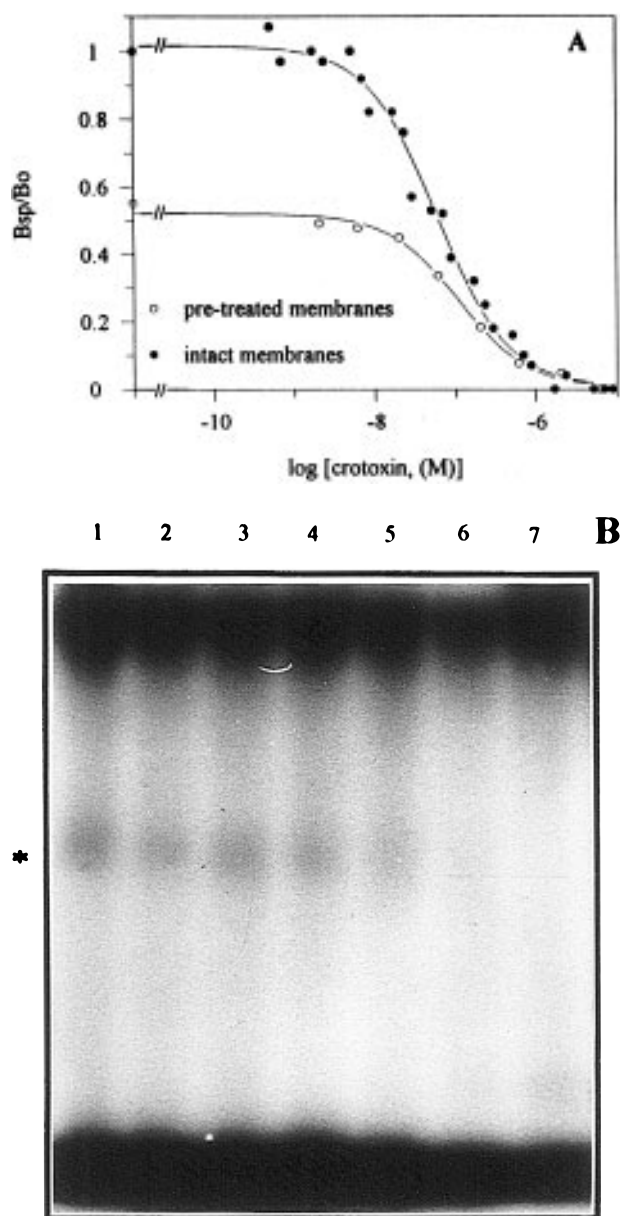 A
1
0.8
0.6
0.4
0.2
0
Bsp/Bo
pre-treated membranes
intact membranes
-10 -8 -6
log [crotoxin, (M)]
1 2 3 4 5 6 7 B
*